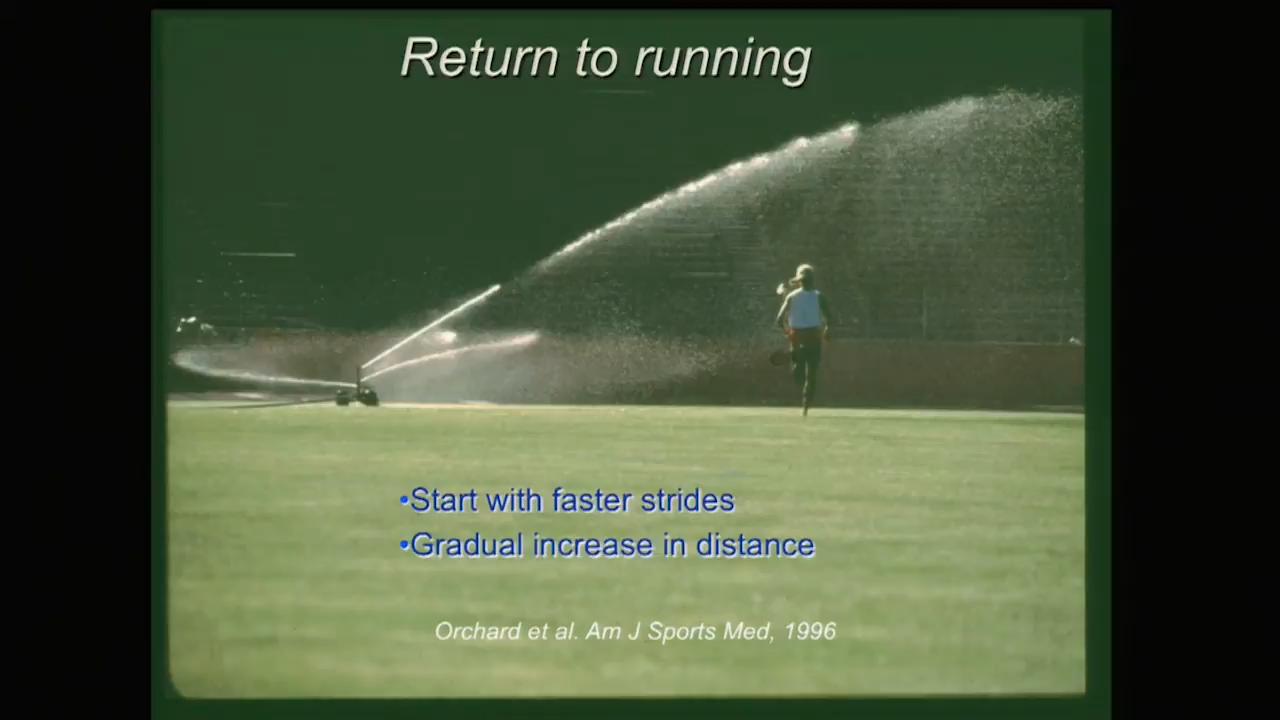 Return to running
•Start with faster strides
•Gradual increase in distance
Orchard et al. Am J Sports Med, 1996